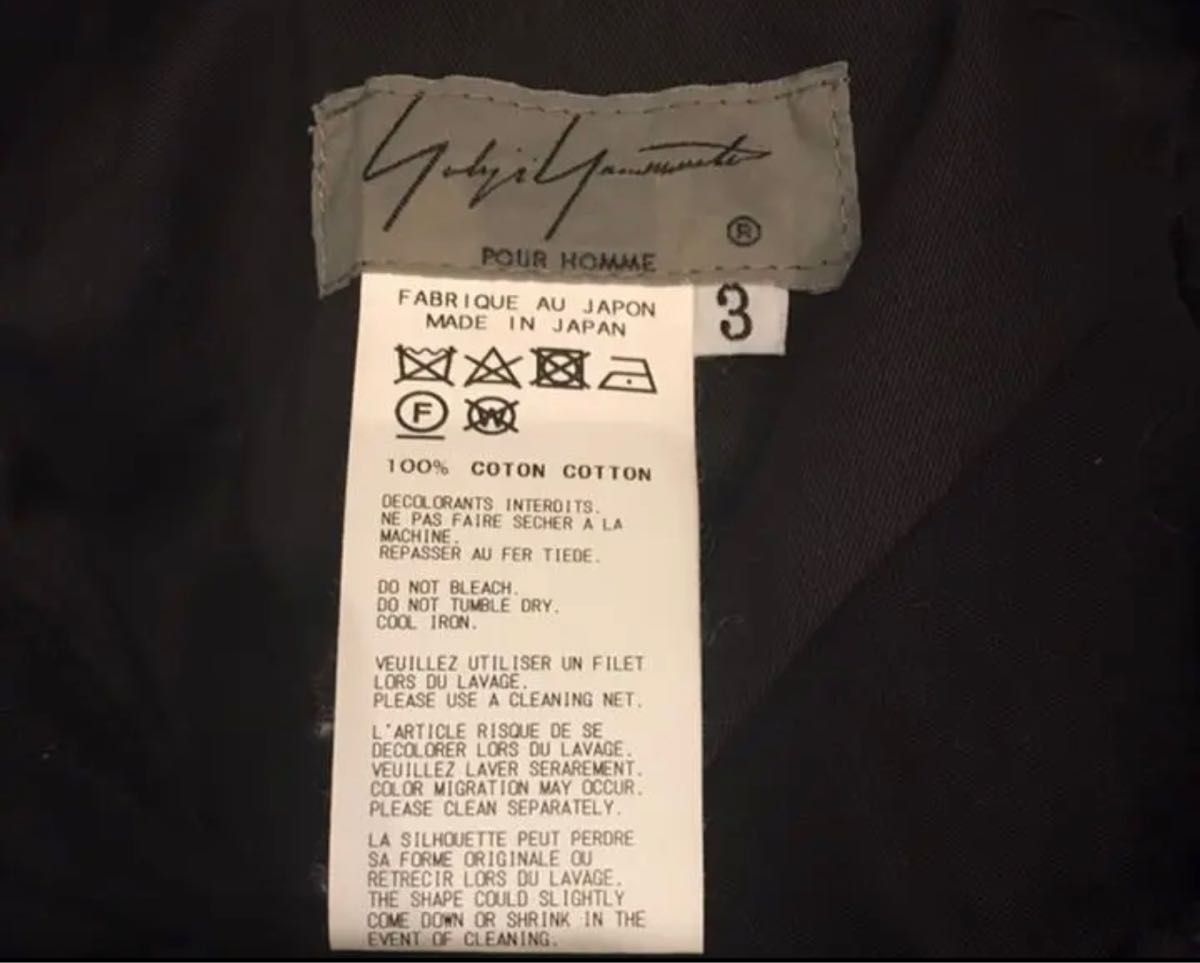 Yohji Yamamoto
®
POUR HOMME
3
FABRIQUE AU JAPON
MADE IN JAPAN
F
W
100% COTON COTTON
DECOLORANTS INTERDITS.
NE PAS FAIRE SECHER A LA
MACHINE.
REPASSER AU FER TIEDE.
DO NOT BLEACH.
DO NOT TUMBLE DRY.
COOL IRON.
VEUILLEZ UTILISER UN FILET
LORS DU LAVAGE.
PLEASE USE A CLEANING NET.
L'ARTICLE RISQUE DE SE
DECOLORER LORS DU LAVAGE.
VEUILLEZ LAVER SERAREMENT.
COLOR MIGRATION MAY OCCUR.
PLEASE CLEAN SEPARATELY.
LA SILHOUETTE PEUT PERDRE
SA FORME ORIGINALE OU
RETRECIR LORS DU LAVAGE.
THE SHAPE COULD SLIGHTLY
COME DOWN OR SHRINK IN THE
EVENT OF CLEANING.